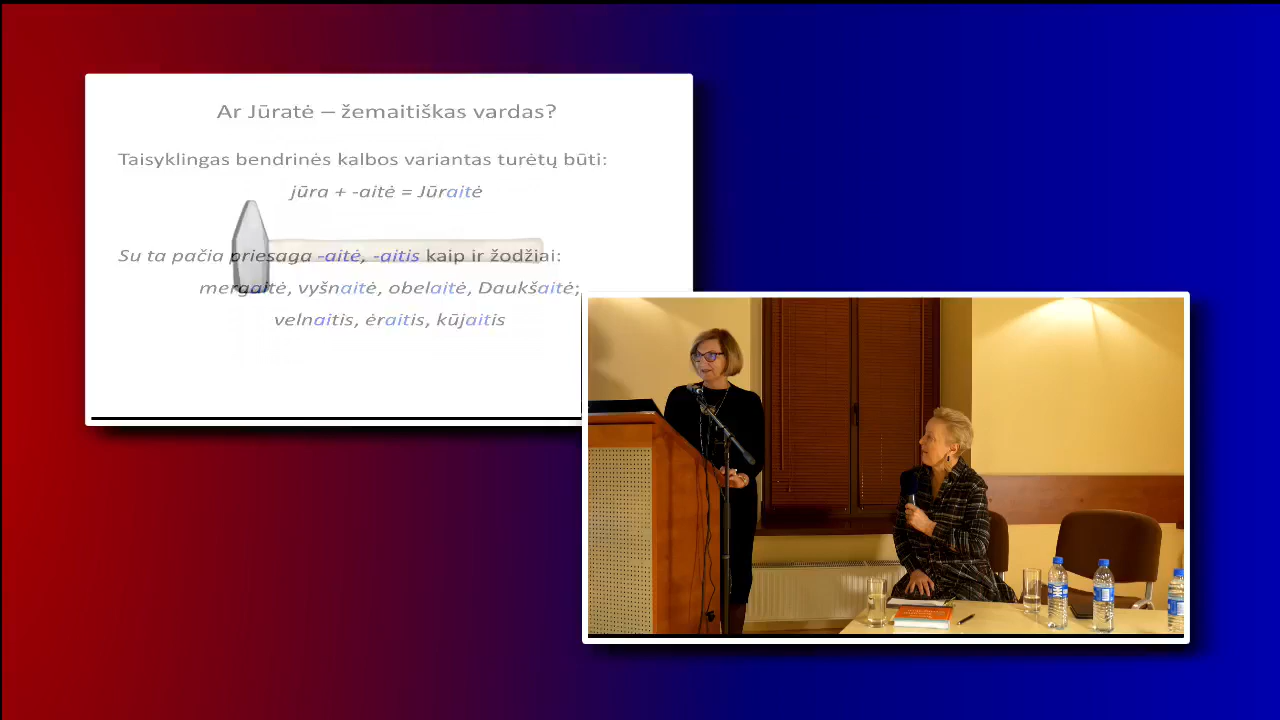 Ar Jūratė – žemaitiškas vardas?
Taisyklingas bendrinės kalbos variantas turėtų būti:
jūra + -aitė = Jūraitė
Su ta pačia priesaga -aitė, -aitis kaip ir žodžiai:
mergaitė, vyšnaitė, obelaitė, Daukšaitė;
velnaitis, ėraitis, kūjaitis